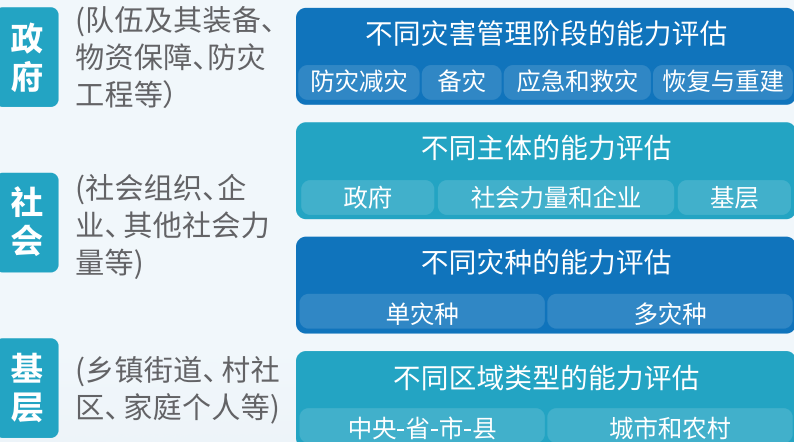 政府
(队伍及其装备、
物资保障、防灾
工程等）
社会
(社会组织、企
业、其他社会力
量等)
基层
(乡镇街道、村社
区、家庭个人等)
不同灾害管理阶段的能力评估
防灾减灾 备灾 应急和救灾 恢复与重建
不同主体的能力评估
政府 社会力量和企业 基层
不同灾种的能力评估
单灾种 多灾种
不同区域类型的能力评估
中央-省-市-县 城市和农村